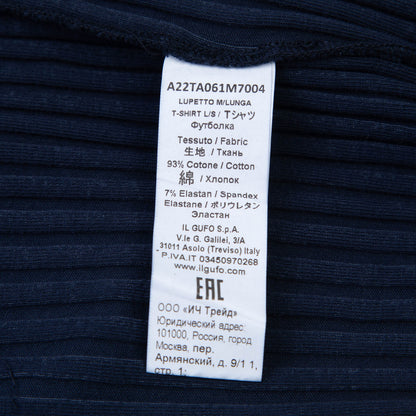 A22TA061M7004
LUPETTO M/LUNGA
T-SHIRT L/S / Tシャツ
Футболка
Tessuto / Fabric
生地 / Ткань
93% Cotone / Cotton
綿 / Хлопок
7% Elastan / Spandex
Elastane / ポリウレタン
Эластан
IL GUFO S.p.A.
V.le G. Galilei, 3/A
31011 Asolo (Treviso) Italy
P.IVA.IT 03450970268
www.ilgufo.com
EAC
ООО «ИЧ Трейд»
Юридический адрес:
101000, Россия, город
Москва, пер.
Армянский, д. 9/1 1,
стр. 1;